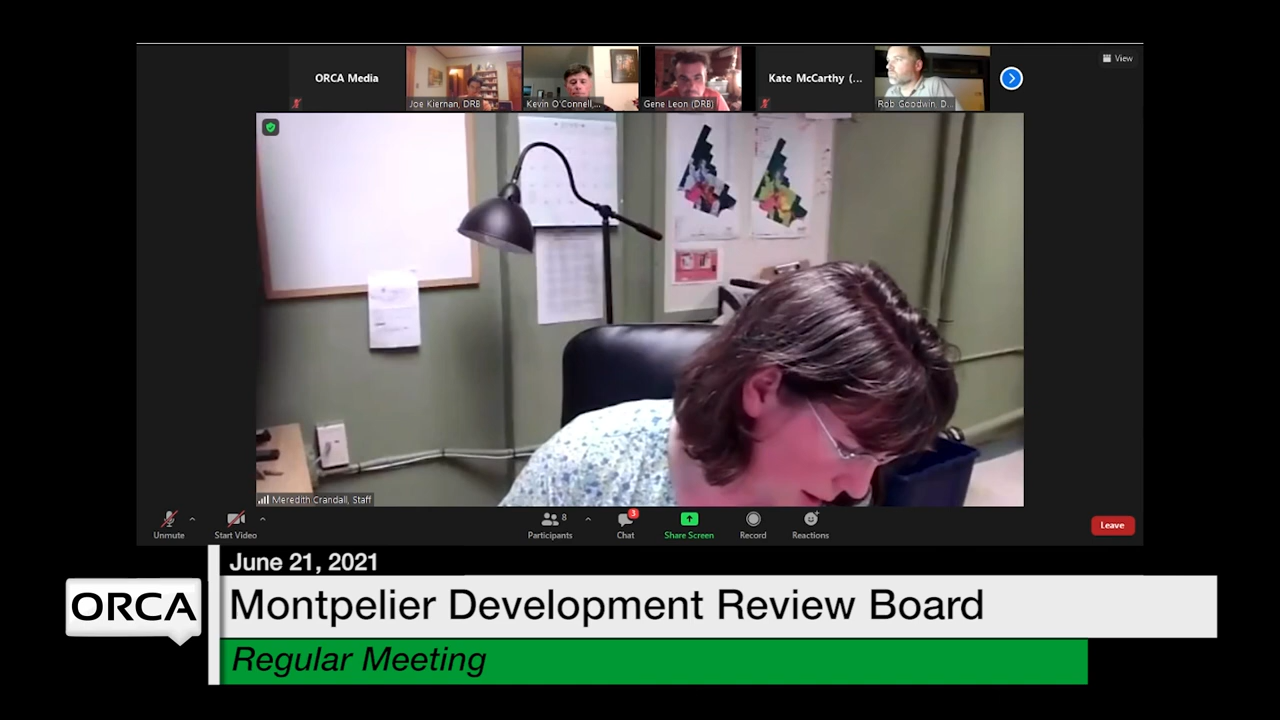 ORCA Media
Joe Kiernan, DRB
Kevin O'Connell,...
Gene Leon (DRB)
Kate McCarthy (...
Rob Goodwin, D...
View
Meredith Crandall, Staff
Unmute
Start Video
8
Participants
3
Chat
Share Screen
Record
Reactions
Leave
June 21, 2021
ORCA
Montpelier Development Review Board
Regular Meeting